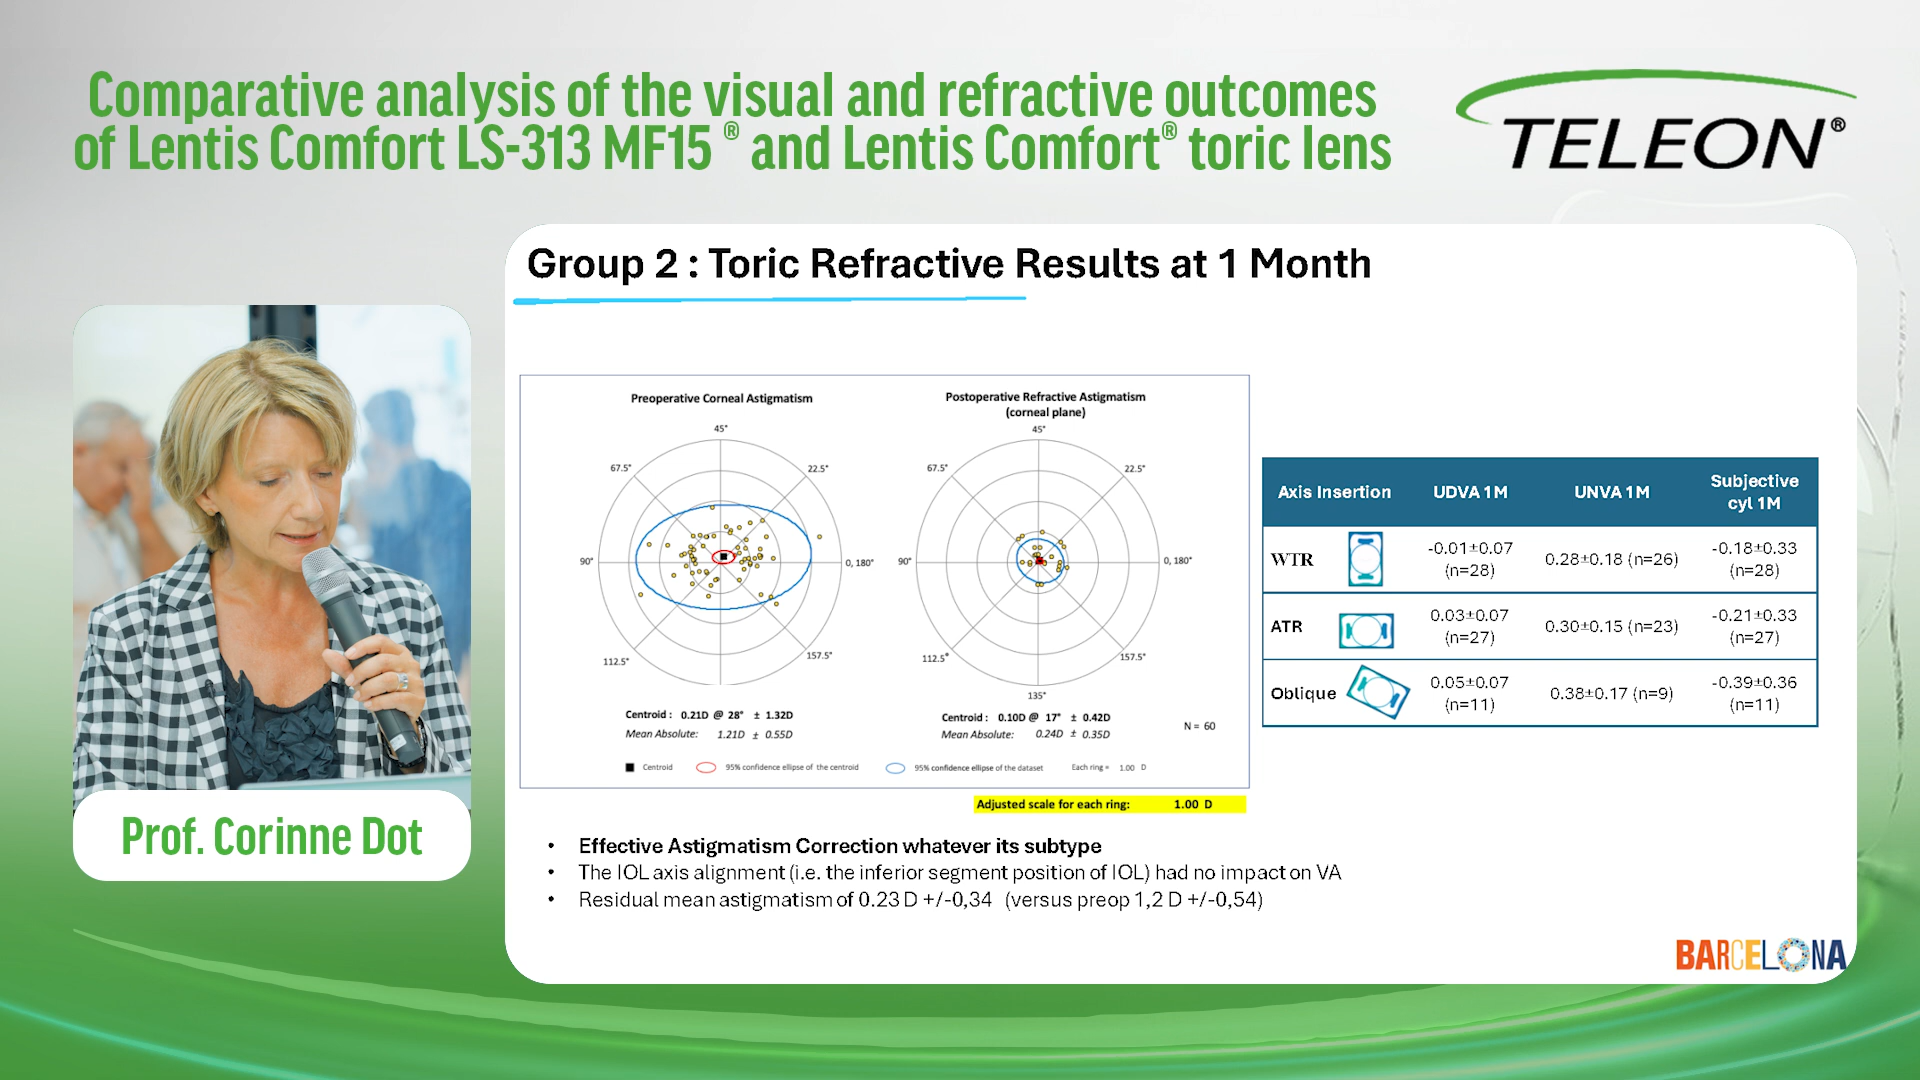 Comparative analysis of the visual and refractive outcomes
of Lentis Comfort LS-313 MF15 ® and Lentis Comfort® toric lens
TELEON®
Group 2 : Toric Refractive Results at 1 Month
Preoperative Corneal Astigmatism
45°
67.5°
22.5°
90°
0, 180°
112.5°
157.5°
Centroid : 0.21D @ 28° ± 1.32D
Mean Absolute: 1.21D ± 0.55D
Postoperative Refractive Astigmatism
(corneal plane)
45°
67.5°
22.5°
90°
0, 180°
112.5°
157.5°
135°
Centroid : 0.10D @ 17° ± 0.42D
Mean Absolute: 0.24D ± 0.35D
N = 60
Centroid
95% confidence ellipse of the centroid
95% confidence ellipse of the dataset
Each ring = 1.00 D
Adjusted scale for each ring: 1.00 D
Axis Insertion UDVA 1M UNVA 1M Subjective cyl 1M
WTR -0.01±0.07 (n=28) 0.28±0.18 (n=26) -0.18±0.33 (n=28)
ATR 0.03±0.07 (n=27) 0.30±0.15 (n=23) -0.21±0.33 (n=27)
Oblique 0.05±0.07 (n=11) 0.38±0.17 (n=9) -0.39±0.36 (n=11)
• Effective Astigmatism Correction whatever its subtype
• The IOL axis alignment (i.e. the inferior segment position of IOL) had no impact on VA
• Residual mean astigmatism of 0.23 D +/-0,34 (versus preop 1,2 D +/-0,54)
BARCELONA
Prof. Corinne Dot